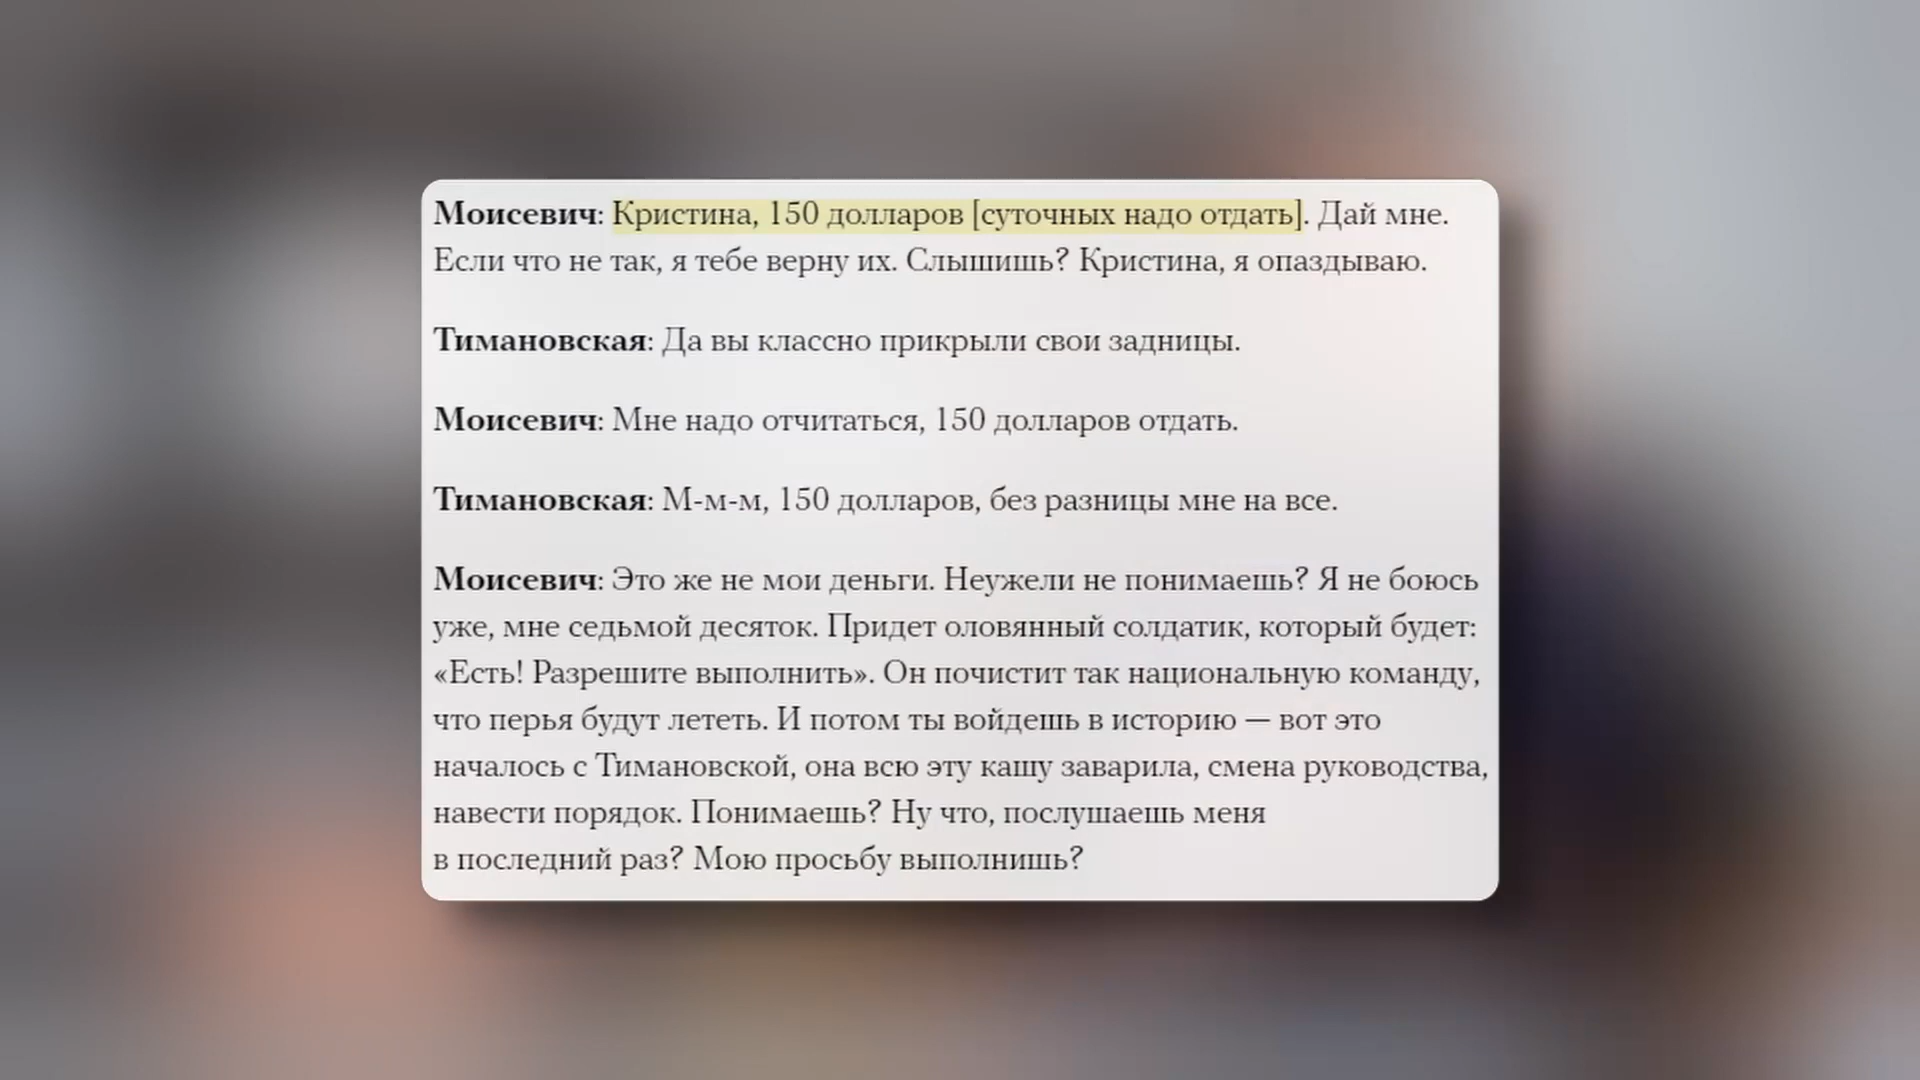 Моисевич: Кристина, 150 долларов [суточных надо отдать]. Дай мне.
Если что не так, я тебе верну их. Слышишь? Кристина, я опаздываю.
Тимановская: Да вы классно прикрыли свои задницы.
Моисевич: Мне надо отчитаться, 150 долларов отдать.
Тимановская: М-м-м, 150 долларов, без разницы мне на все.
Моисевич: Это же не мои деньги. Неужели не понимаешь? Я не боюсь
уже, мне седьмой десяток. Придет оловянный солдатик, который будет:
«Есть! Разрешите выполнить». Он почистит так национальную команду,
что перья будут лететь. И потом ты войдешь в историю — вот это
началось с Тимановской, она всю эту кашу заварила, смена руководства,
навести порядок. Понимаешь? Ну что, послушаешь меня
в последний раз? Мою просьбу выполнишь?